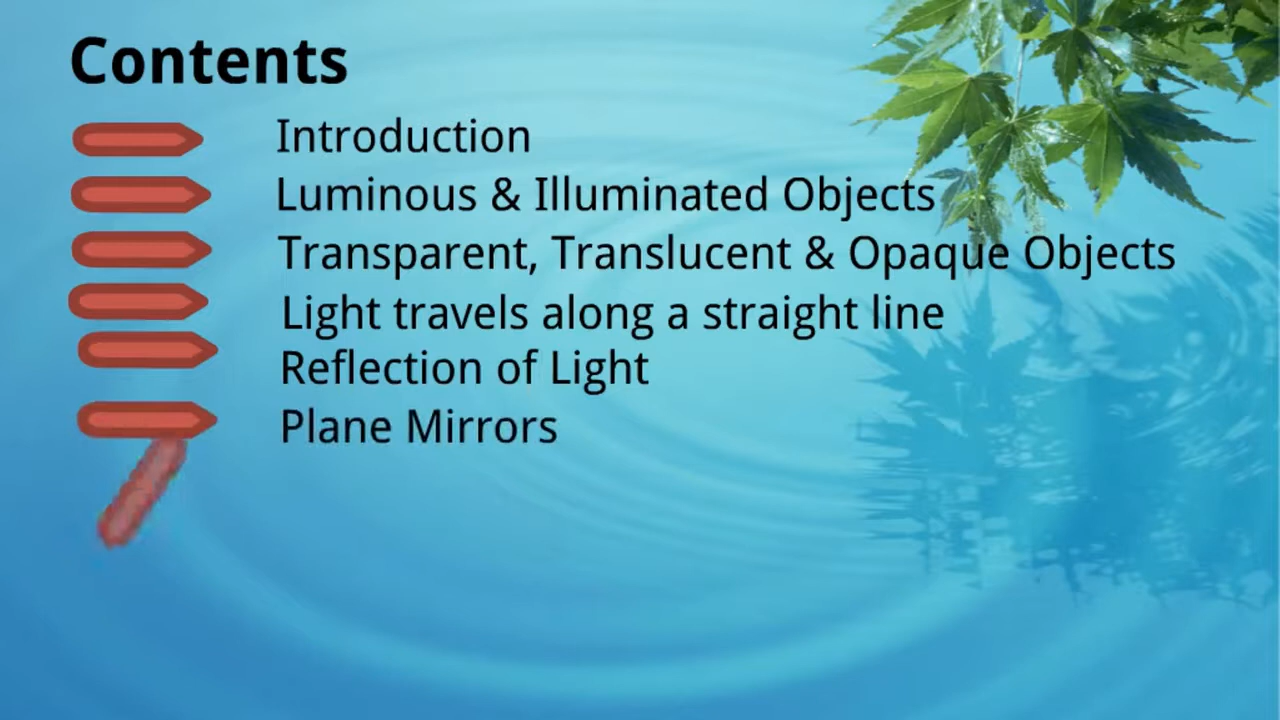 Contents
Introduction
Luminous & Illuminated Objects
Transparent, Translucent & Opaque Objects
Light travels along a straight line
Reflection of Light
Plane Mirrors